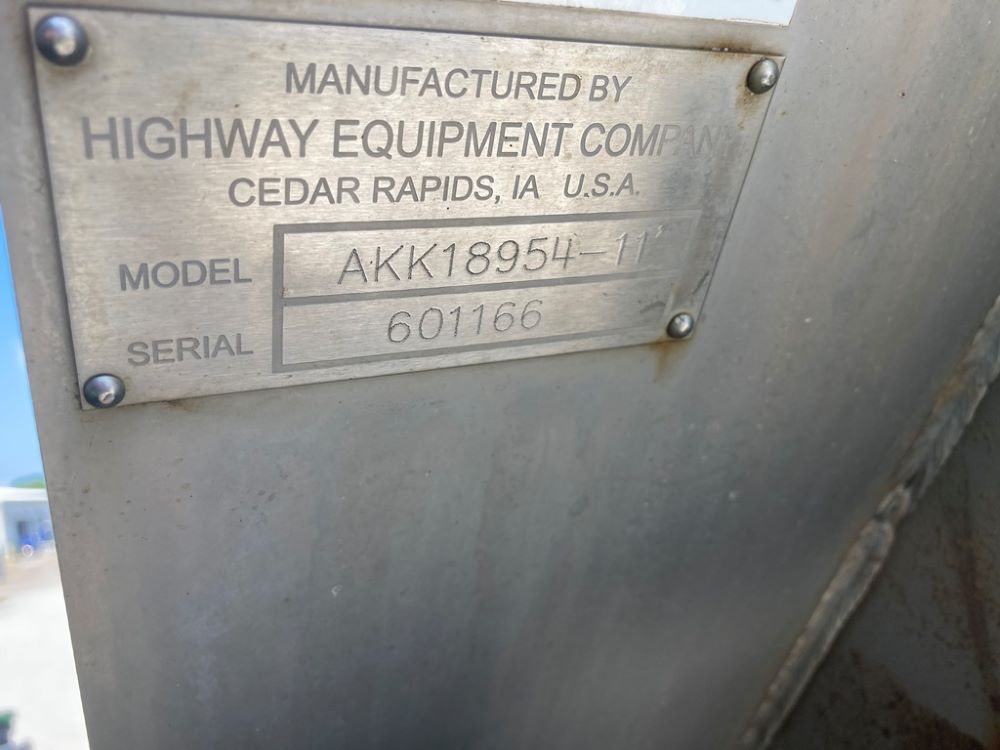 MANUFACTURED BY
HIGHWAY EQUIPMENT COMPANY
CEDAR RAPIDS, IA U.S.A.
MODEL AKK18954-11'
SERIAL 601166